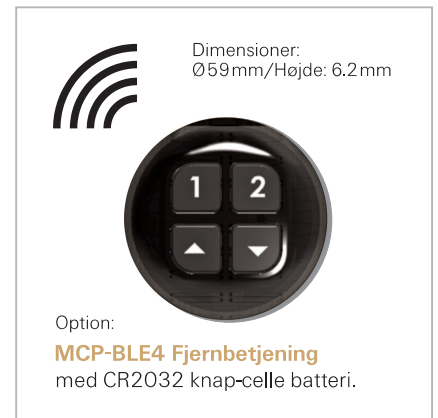 Dimensioner:
Ø59mm/Højde: 6.2mm
1 2
Option:
MCP-BLE4 Fjernbetjening
med CR2032 knap-celle batteri.